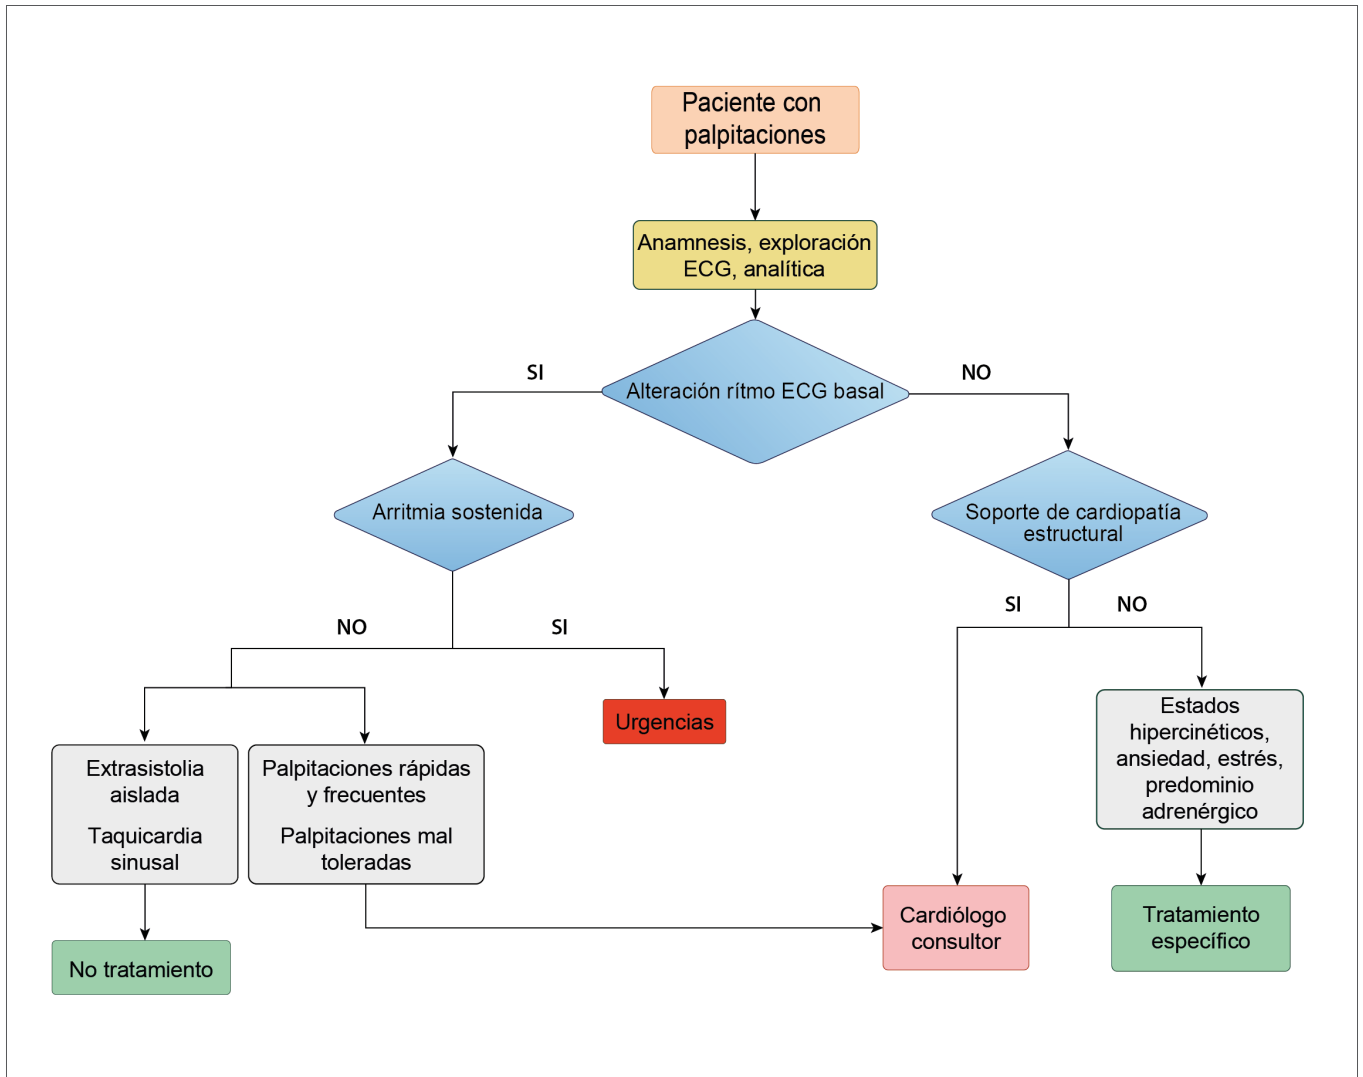 Paciente con
palpitaciones
Anamnesis, exploración
ECG, analítica
SI
NO
Alteración rítmo ECG basal
Arritmia sostenida
Soporte de cardiopatía
estructural
NO
SI
SI
NO
Urgencias
Extrasistolia
aislada
Taquicardia
sinusal
Palpitaciones rápidas
y frecuentes
Palpitaciones mal
toleradas
Estados
hipercinéticos,
ansiedad, estrés,
predominio
adrenérgico
No tratamiento
Cardiólogo
consultor
Tratamiento
específico